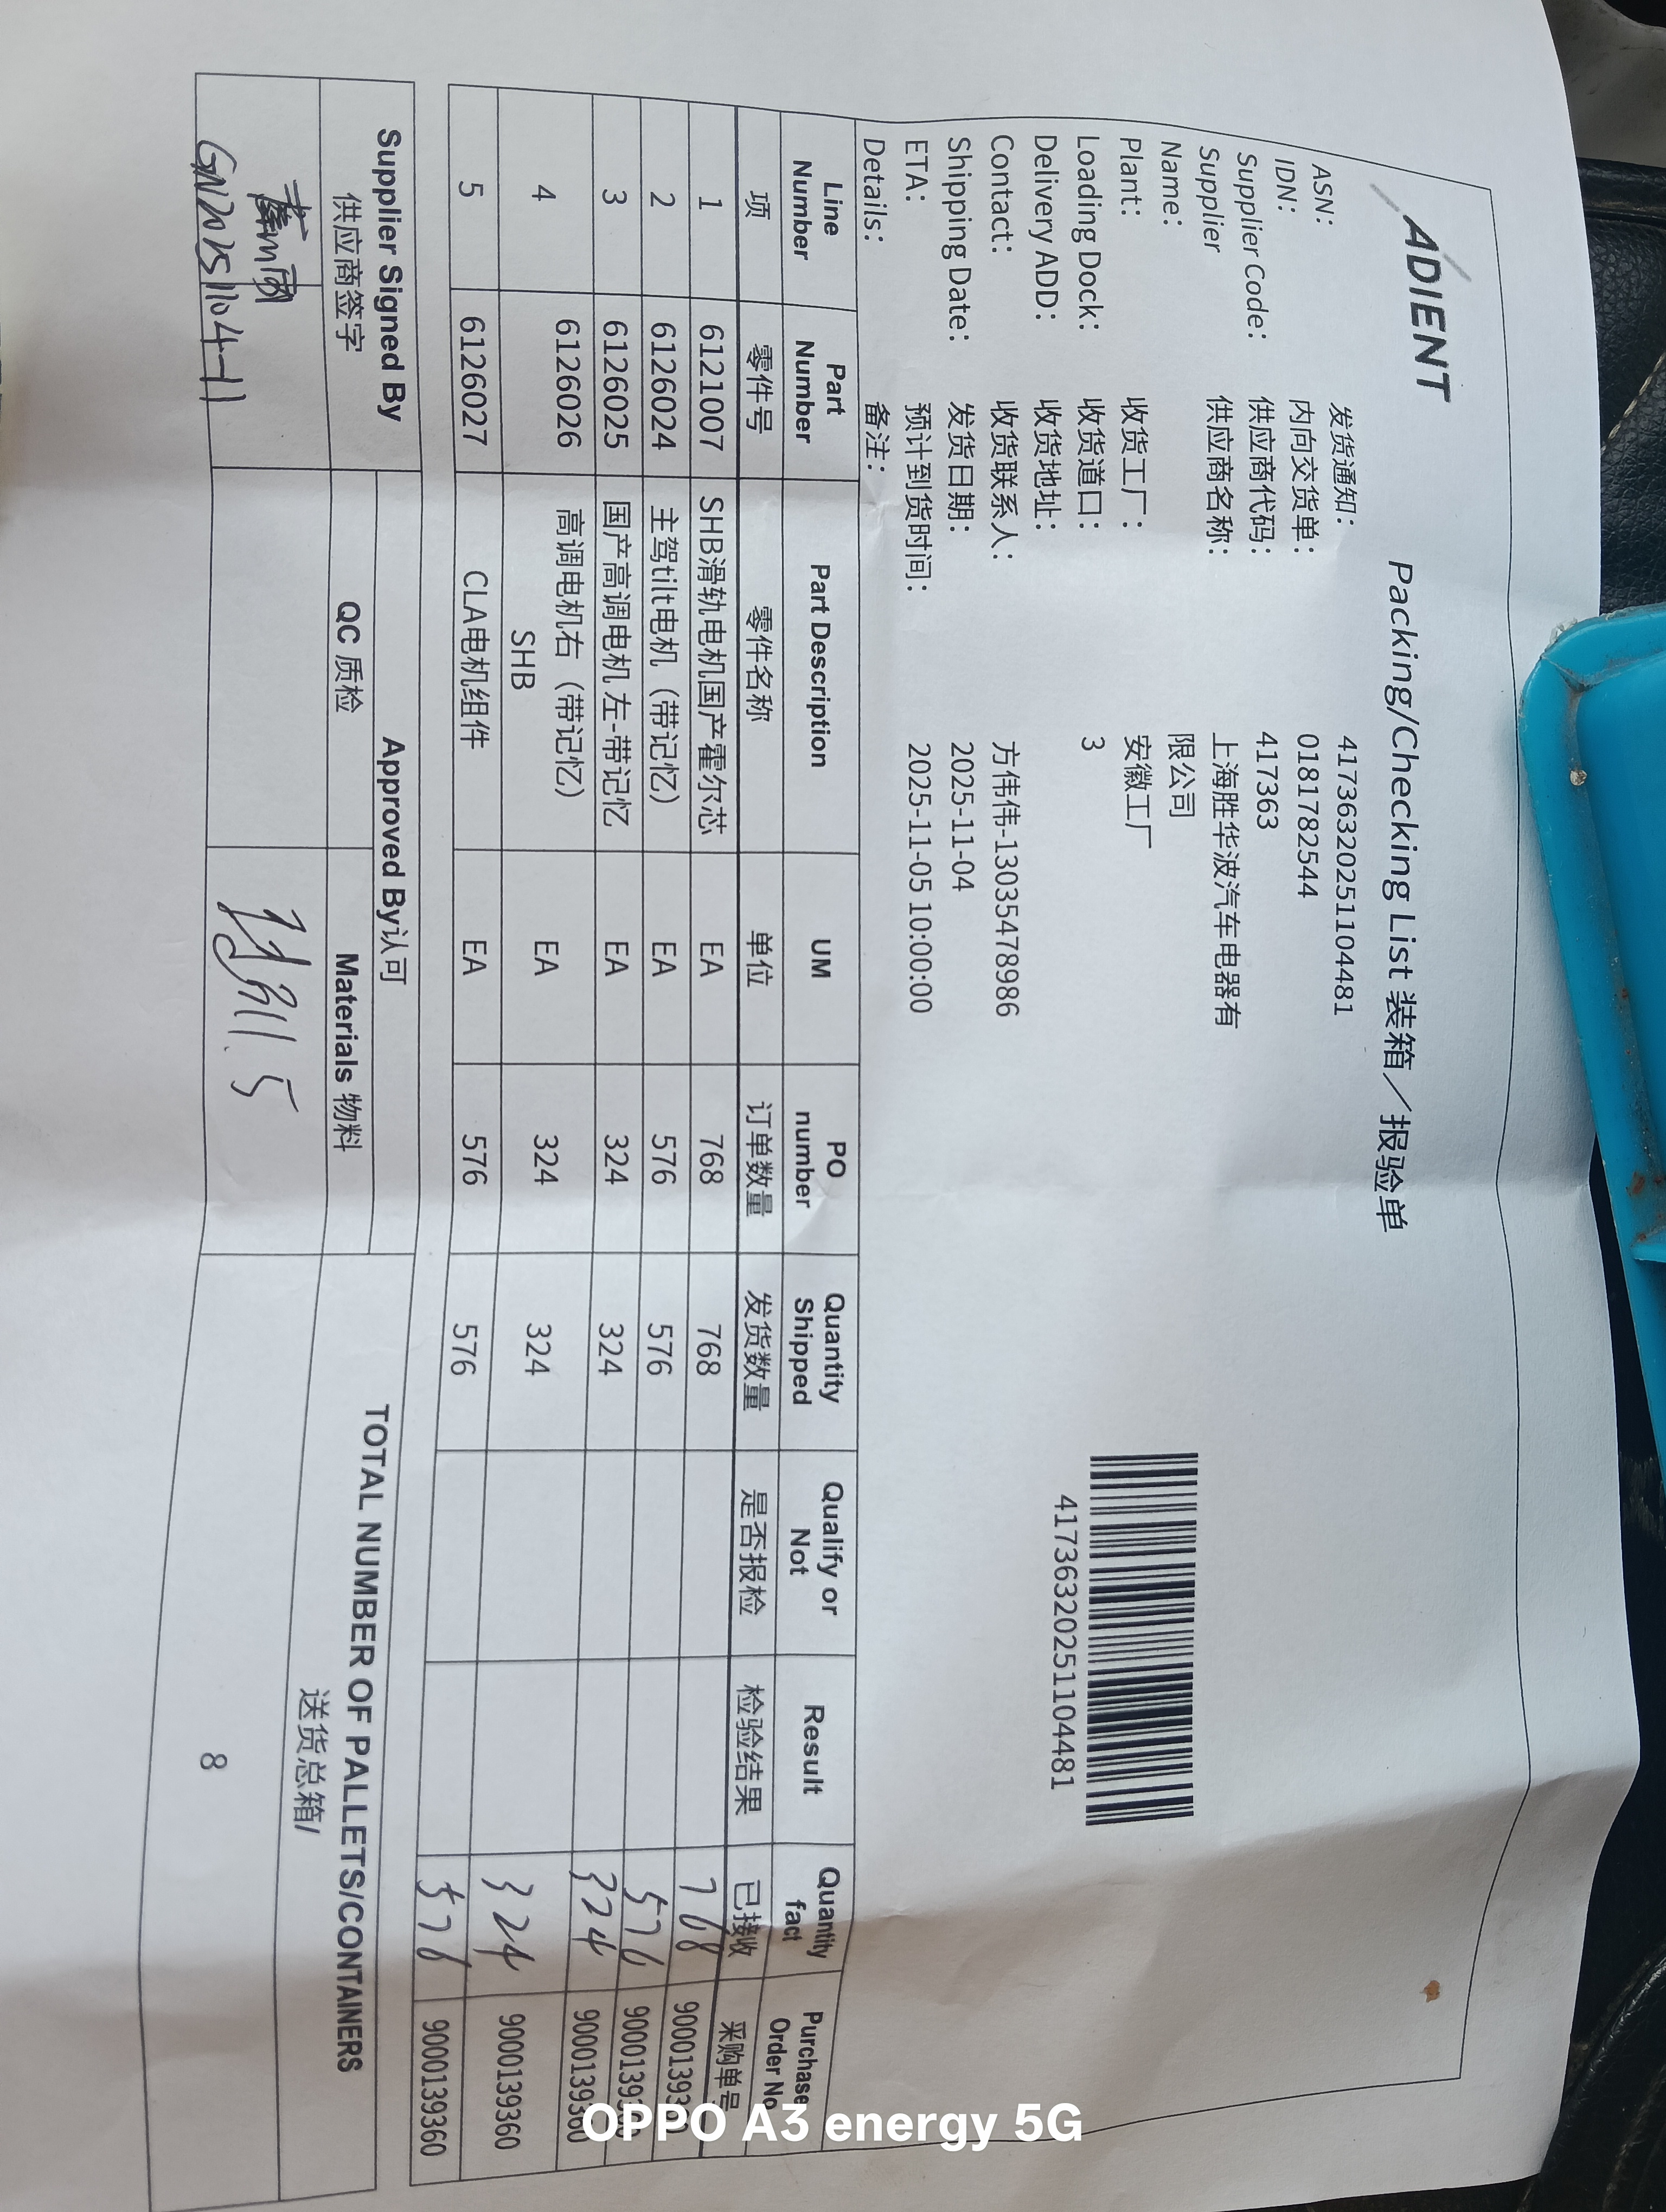 ADIENT
Packing/Checking List 装箱／报验单
ASN: 发货通知: 41736320251104481
IDN: 内向交货单: 0181782544
Supplier Code: 供应商代码: 417363
Supplier Name: 供应商名称: 上海胜华波汽车电器有限公司
Plant: 收货工厂: 安徽工厂
Loading Dock: 收货道口: 3
Delivery ADD: 收货地址:
Contact: 收货联系人: 方伟伟-13035478986
Shipping Date: 发货日期: 2025-11-04
ETA: 预计到货时间: 2025-11-05 10:00:00
Details: 备注:
41736320251104481
Line Number Part Number Part Description UM PO number Quantity Shipped Qualify or Not Result Quantity fact Purchase Order No
项 零件号 零件名称 单位 订单数量 发货数量 是否报检 检验结果 已接收 采购单号
1 6121007 SHB滑轨电机国产霍尔芯 EA 768 768 768
2 6126024 主驾tilt电机（带记忆） EA 576 576 576
3 6126025 国产高调电机 左-带记忆 EA 324 324 324 9000139360
4 6126026 高调电机右（带记忆）SHB EA 324 324 324 9000139360
5 6126027 CLA电机组件 EA 576 576 576 9000139360
Supplier Signed By Approved By认可 TOTAL NUMBER OF PALLETS/CONTAINERS
供应商签字 QC 质检 Materials 物料 送货总箱/
GN20251104-11
11.5
8
OPPO A3 energy 5G